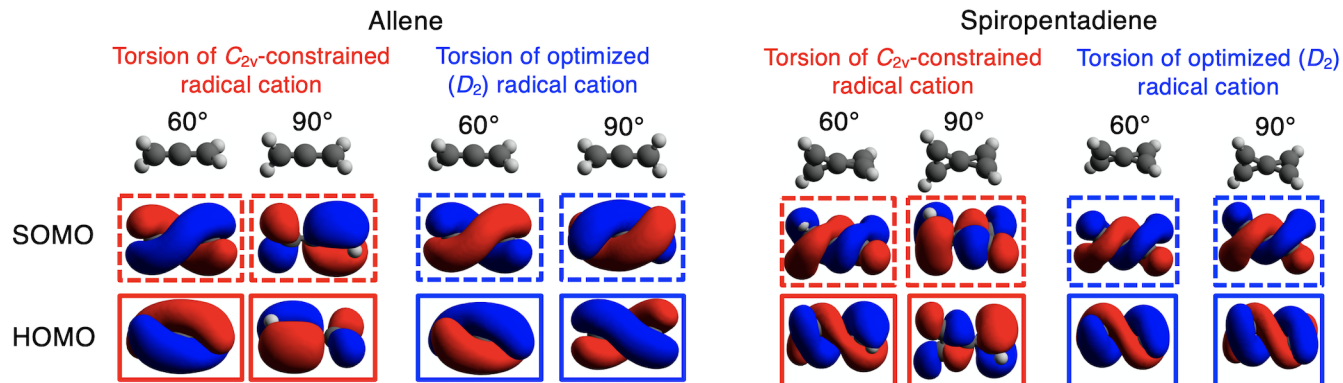 Allene
Spiropentadiene
Torsion of C2v-constrained
radical cation
Torsion of optimized
(D2) radical cation
Torsion of C2v-constrained
radical cation
Torsion of optimized (D2)
radical cation
60° 90° 60° 90° 60° 90° 60° 90°
SOMO
HOMO